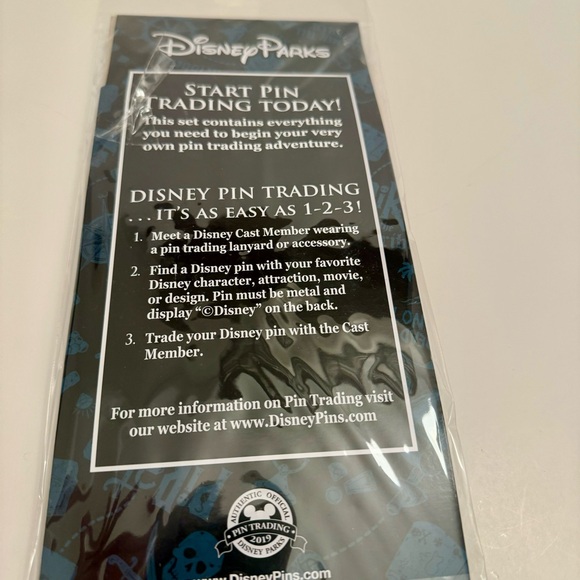 Disney Parks
START PIN
TRADING TODAY!
This set contains everything
you need to begin your very
own pin trading adventure.
DISNEY PIN TRADING
. . . IT'S AS EASY AS 1-2-3!
1. Meet a Disney Cast Member wearing
a pin trading lanyard or accessory.
2. Find a Disney pin with your favorite
Disney character, attraction, movie,
or design. Pin must be metal and
display “©Disney” on the back.
3. Trade your Disney pin with the Cast
Member.
For more information on Pin Trading visit
our website at www.DisneyPins.com
AUTHENTIC OFFICIAL
PIN TRADING
2019
DISNEY PARKS
www.DisneyPins.com